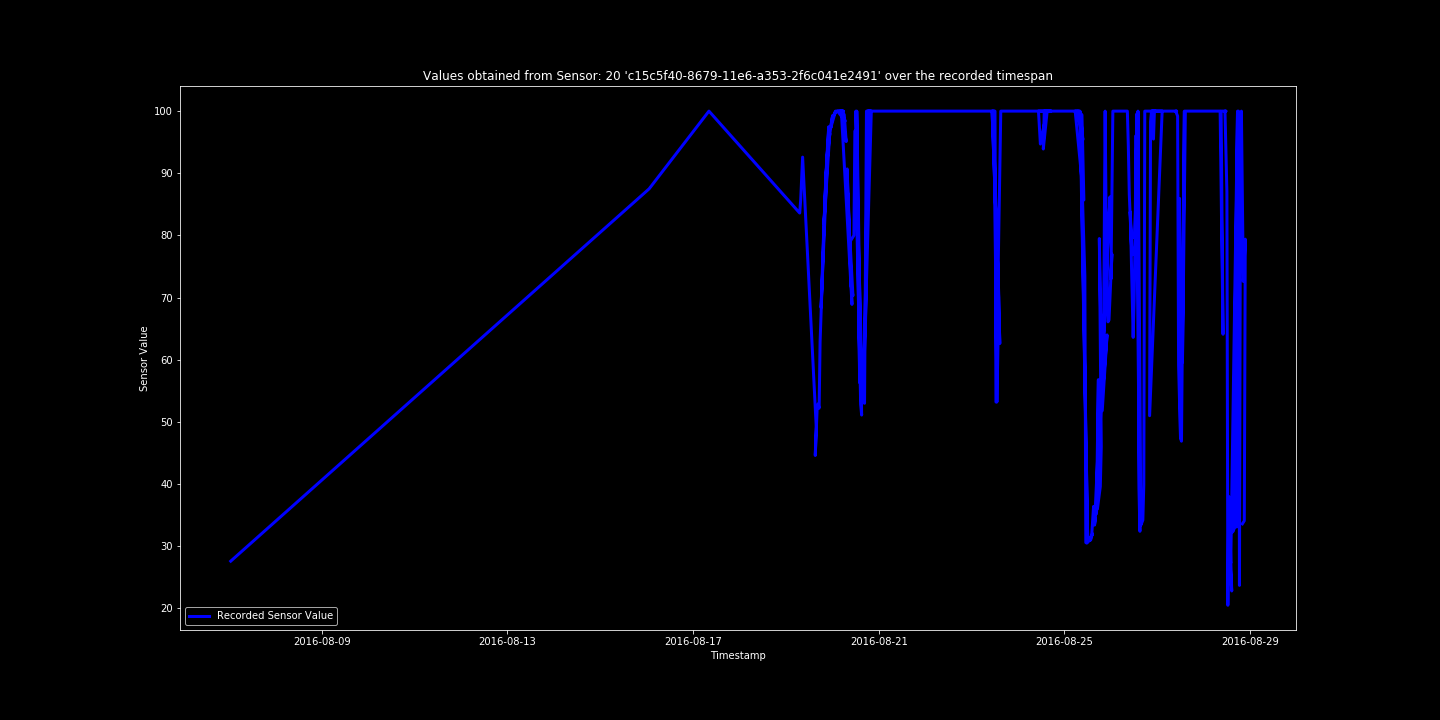 Values obtained from Sensor: 20 'c15c5f40-8679-11e6-a353-2f6c041e2491' over the recorded timespan
100
90
80
70
60
50
40
30
20
Sensor Value
Recorded Sensor Value
2016-08-09 2016-08-13 2016-08-17 2016-08-21 2016-08-25 2016-08-29
Timestamp